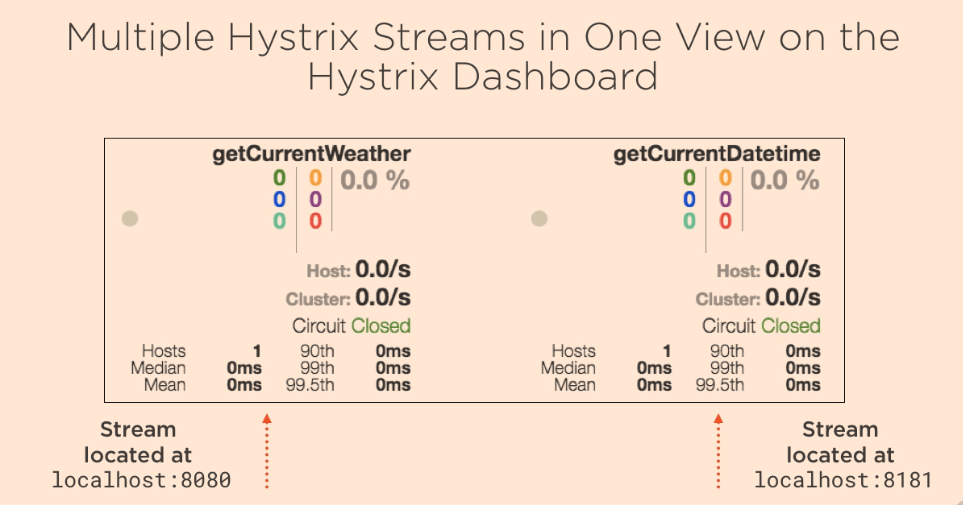 Multiple Hystrix Streams in One View on the
Hystrix Dashboard
getCurrentWeather
0 0 0.0 %
0 0
0 0
Host: 0.0/s
Cluster: 0.0/s
Circuit Closed
Hosts 1 90th 0ms
Median 0ms 99th 0ms
Mean 0ms 99.5th 0ms
getCurrentDatetime
0 0 0.0 %
0 0
0 0
Host: 0.0/s
Cluster: 0.0/s
Circuit Closed
Hosts 1 90th 0ms
Median 0ms 99th 0ms
Mean 0ms 99.5th 0ms
Stream
located at
localhost:8080
Stream
located at
localhost:8181